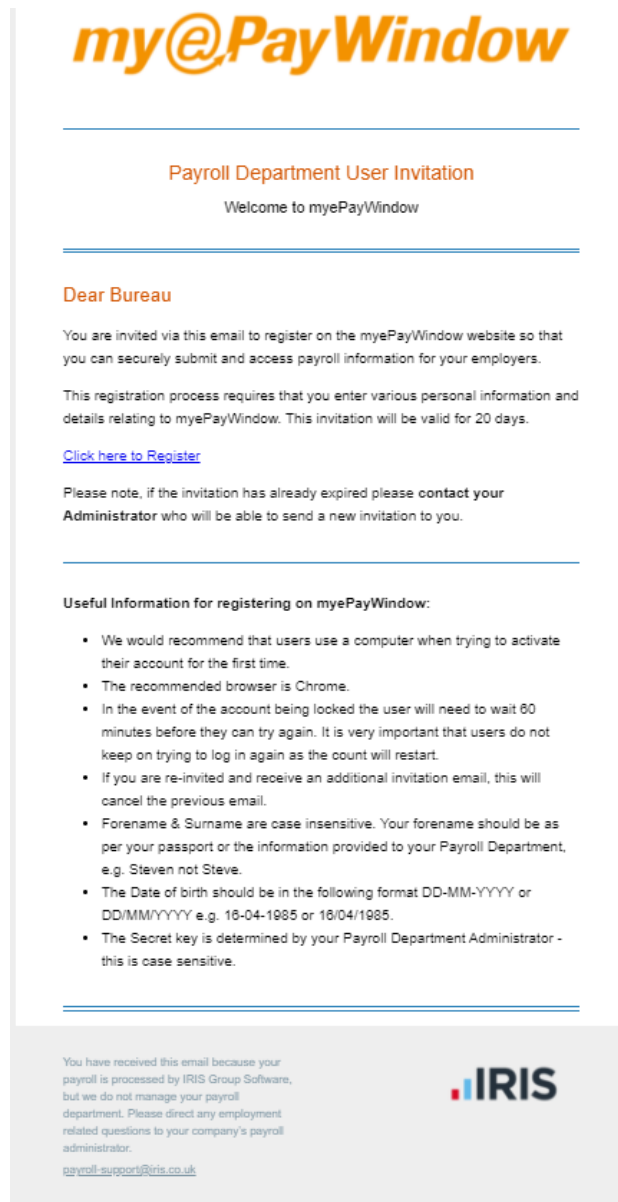 my@PayWindow
Payroll Department User Invitation
Welcome to myePayWindow
Dear Bureau
You are invited via this email to register on the myePayWindow website so that
you can securely submit and access payroll information for your employers.
This registration process requires that you enter various personal information and
details relating to myePayWindow. This invitation will be valid for 20 days.
Click here to Register
Please note, if the invitation has already expired please contact your
Administrator who will be able to send a new invitation to you.
Useful Information for registering on myePayWindow:
• We would recommend that users use a computer when trying to activate
their account for the first time.
• The recommended browser is Chrome.
• In the event of the account being locked the user will need to wait 60
minutes before they can try again. It is very important that users do not
keep on trying to log in again as the count will restart.
• If you are re-invited and receive an additional invitation email, this will
cancel the previous email.
• Forename & Surname are case insensitive. Your forename should be as
per your passport or the information provided to your Payroll Department,
e.g. Steven not Steve.
• The Date of birth should be in the following format DD-MM-YYYY or
DD/MM/YYYY e.g. 16-04-1985 or 16/04/1985.
• The Secret key is determined by your Payroll Department Administrator -
this is case sensitive.
You have received this email because your
payroll is processed by IRIS Group Software,
but we do not manage your payroll
department. Please direct any employment
related questions to your company's payroll
administrator.
payroll-support@iris.co.uk
IRIS